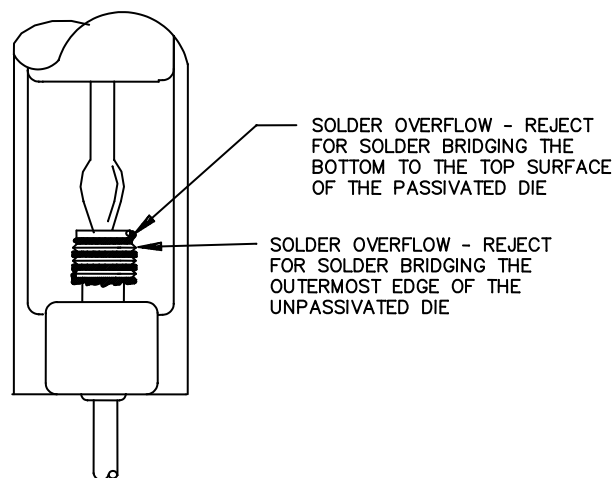 SOLDER OVERFLOW - REJECT
FOR SOLDER BRIDGING THE
BOTTOM TO THE TOP SURFACE
OF THE PASSIVATED DIE
SOLDER OVERFLOW - REJECT
FOR SOLDER BRIDGING THE
OUTERMOST EDGE OF THE
UNPASSIVATED DIE